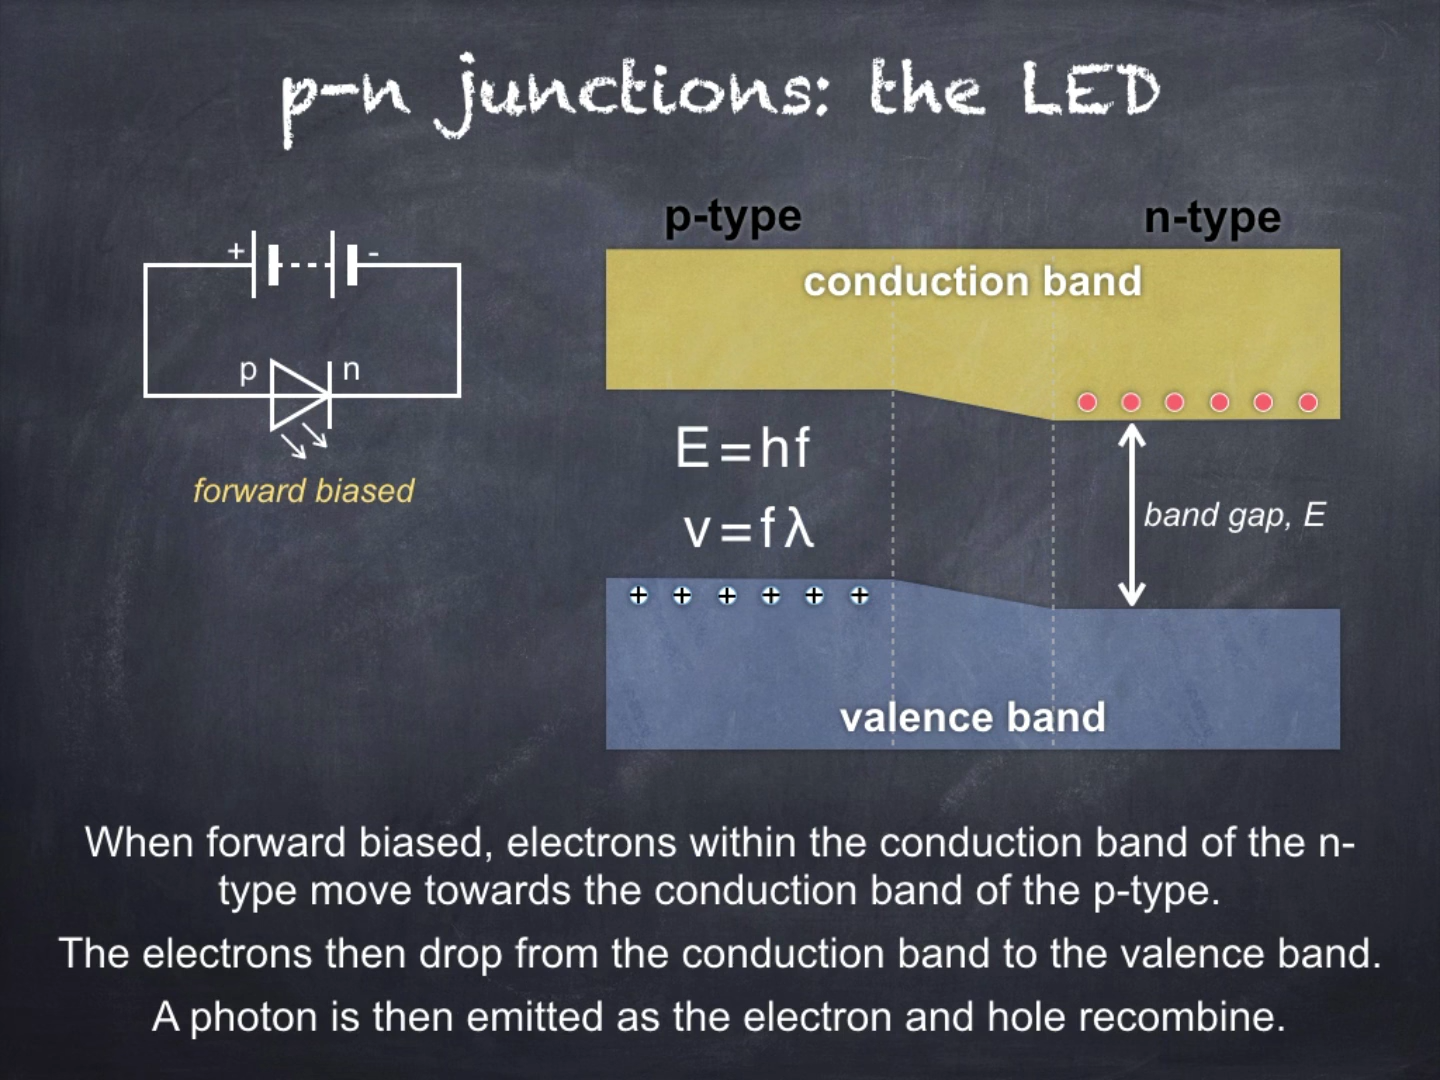 p-n junctions: the LED
p-type
n-type
conduction band
+
-
p
n
forward biased
E = hf
v = fλ
band gap, E
+ + + + + +
valence band
When forward biased, electrons within the conduction band of the n-
type move towards the conduction band of the p-type.
The electrons then drop from the conduction band to the valence band.
A photon is then emitted as the electron and hole recombine.